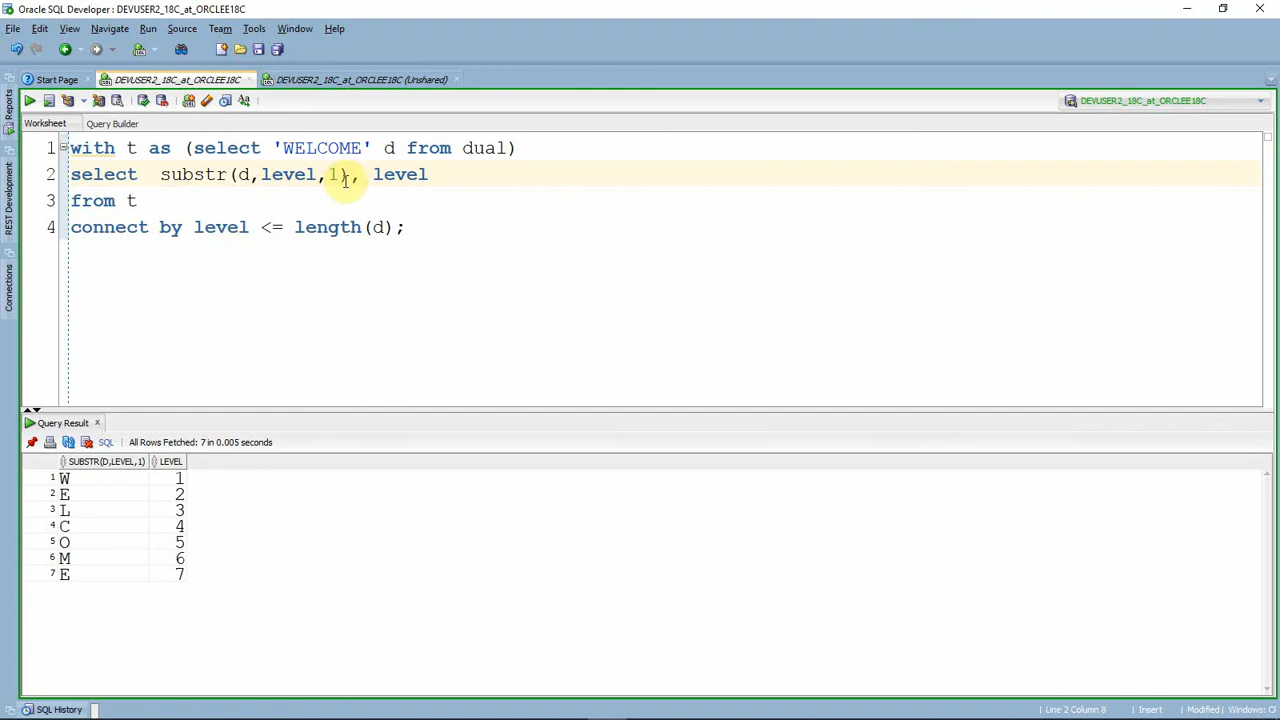 Oracle SQL Developer : DEVUSER2_18C_at_ORCLEE18C
File Edit View Navigate Run Source Team Tools Window Help
Start Page DEVUSER2_18C_at_ORCLEE18C DEVUSER2_18C_at_ORCLEE18C (Unshared)
DEVUSER2_18C_at_ORCLEE18C
Worksheet Query Builder
Reports
REST Development
Connections
1 with t as (select 'WELCOME' d from dual)
2 select  substr(d,level,1), level
3 from t
4 connect by level <= length(d);
Query Result x
SQL | All Rows Fetched: 7 in 0.005 seconds
SUBSTR(D,LEVEL,1) LEVEL
1 W 1
2 E 2
3 L 3
4 C 4
5 O 5
6 M 6
7 E 7
SQL History
Line 2 Column 8 Insert Modified Windows: C